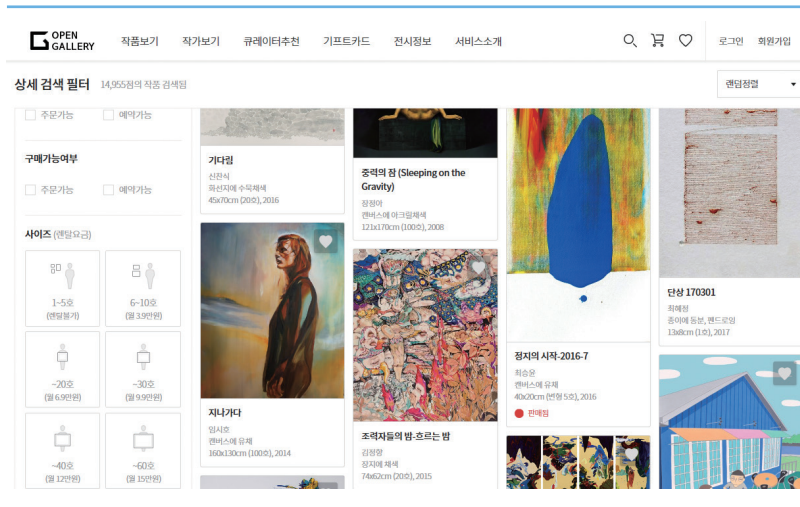 OPEN
GALLERY
작품보기 작가보기 큐레이터추천 기프트카드 전시정보 서비스소개
로그인 회원가입
상세 검색 필터 14,955점의 작품 검색됨
랜덤정렬
주문가능 예약가능
구매가능여부
주문가능 예약가능
사이즈 (렌탈요금)
1~5호
(렌탈불가)
6~10호
(월 3.9만원)
~20호
(월 6.9만원)
~30호
(월 9.9만원)
~40호
(월 12만원)
~60호
(월 15만원)
기다림
신찬식
화선지에 수묵채색
45x70cm (20호), 2016
지나가다
임시호
캔버스에 유채
160x130cm (100호), 2014
중력의 잠 (Sleeping on the
Gravity)
장정아
캔버스에 아크릴채색
121x170cm (100호), 2008
조력자들의 밤-흐르는 밤
김정향
장지에 채색
74x62cm (20호), 2015
정지의 시작-2016-7
최승윤
캔버스에 유채
40x20cm (변형 5호), 2016
판매됨
단상 170301
최혜정
종이에 동분, 펜드로잉
13x8cm (1호), 2017